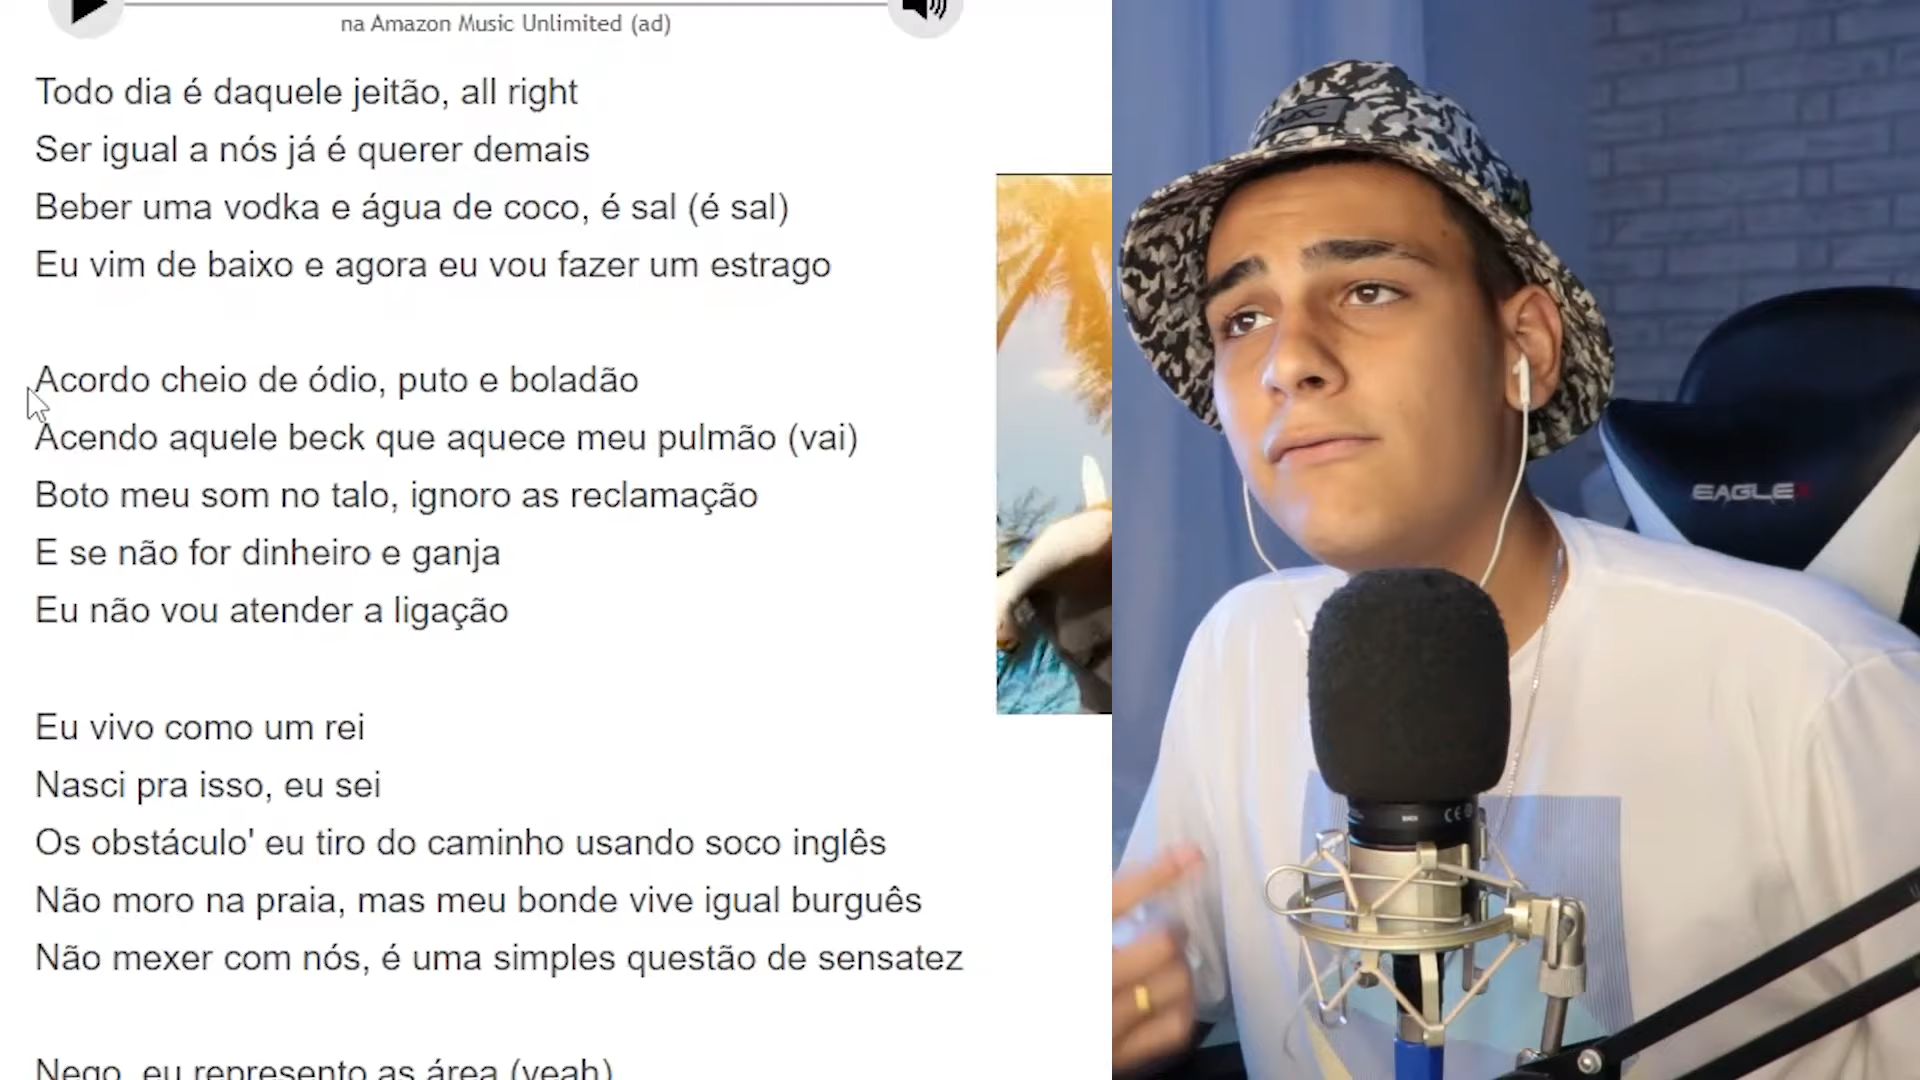 na Amazon Music Unlimited (ad)
Todo dia é daquele jeitão, all right
Ser igual a nós já é querer demais
Beber uma vodka e água de coco, é sal (é sal)
Eu vim de baixo e agora eu vou fazer um estrago
Acordo cheio de ódio, puto e boladão
Acendo aquele beck que aquece meu pulmão (vai)
Boto meu som no talo, ignoro as reclamação
E se não for dinheiro e ganja
Eu não vou atender a ligação
Eu vivo como um rei
Nasci pra isso, eu sei
Os obstáculo' eu tiro do caminho usando soco inglês
Não moro na praia, mas meu bonde vive igual burguês
Não mexer com nós, é uma simples questão de sensatez
Nego, eu represento as área (yeah)
EAGLEX
CE